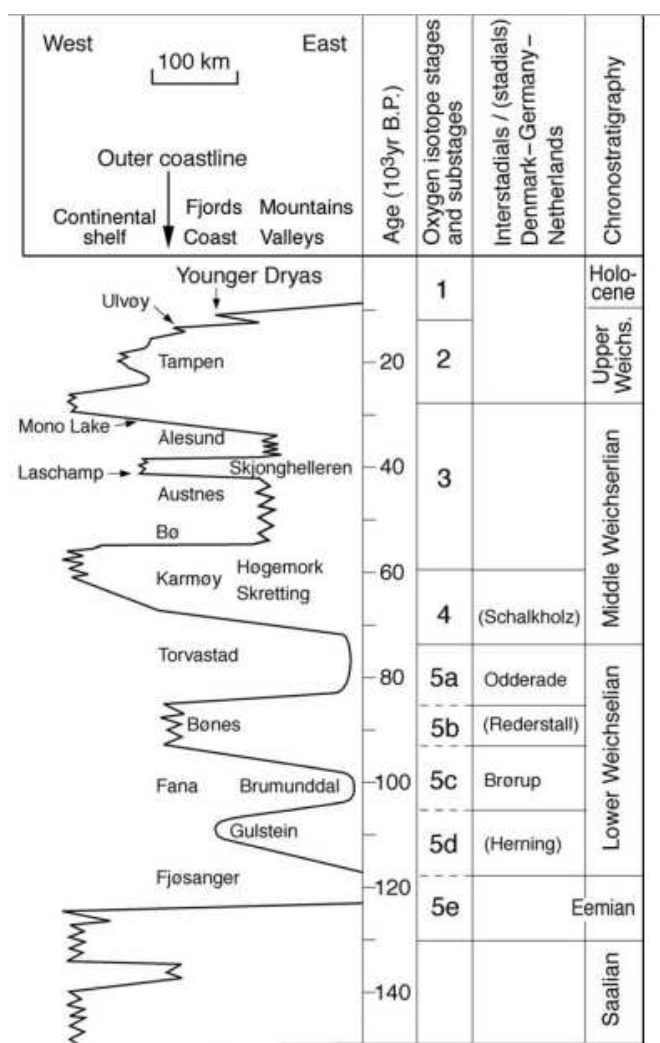 West East
100 km
Outer coastline
Continental
shelf
Fjords Mountains
Coast Valleys
Age (10³yr B.P.)
Oxygen isotope stages
and substages
Interstadials / (stadials)
Denmark–Germany–
Netherlands
Chronostratigraphy
Younger Dryas
Ulvøy
Tampen
Mono Lake
Ålesund
Skjonghelleren
Laschamp
Austnes
Bø
Karmøy
Høgemork
Skretting
Torvastad
Bønes
Fana Brumunddal
Gulstein
Fjøsanger
20
40
60
80
100
120
140
1
2
3
4
5a
5b
5c
5d
5e
(Schalkholz)
Odderade
(Rederstall)
Brørup
(Herning)
Holo-
cene
Upper
Weichs.
Middle Weichserlian
Lower Weichselian
Eemian
Saalian